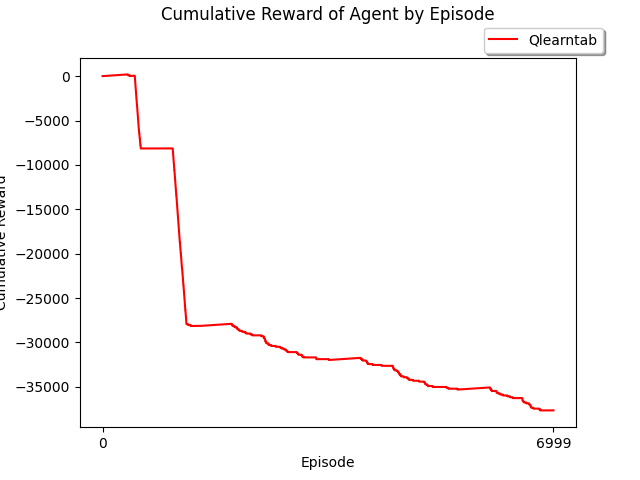 Cumulative Reward of Agent by Episode
Qlearntab
0
−5000
−10000
−15000
−20000
−25000
−30000
−35000
Cumulative Reward
0
6999
Episode